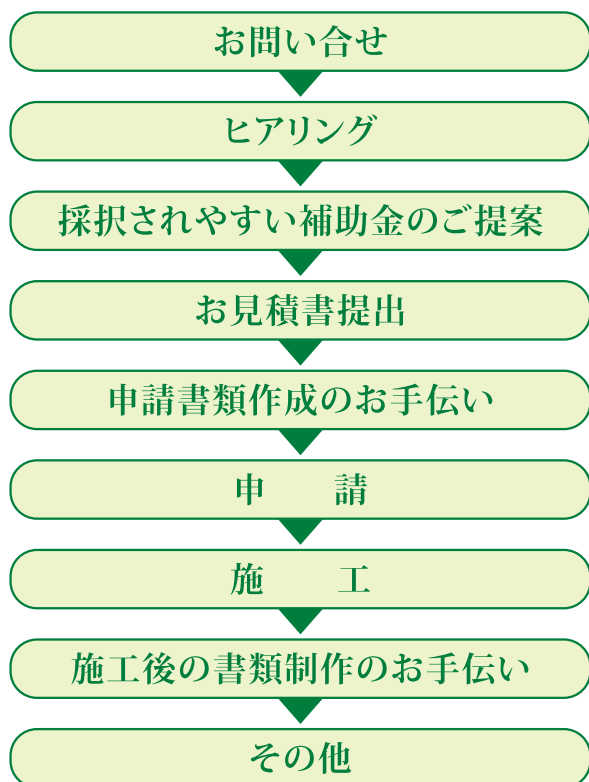 お問い合せ
ヒアリング
採択されやすい補助金のご提案
お見積書提出
申請書類作成のお手伝い
申　　請
施　　工
施工後の書類制作のお手伝い
その他